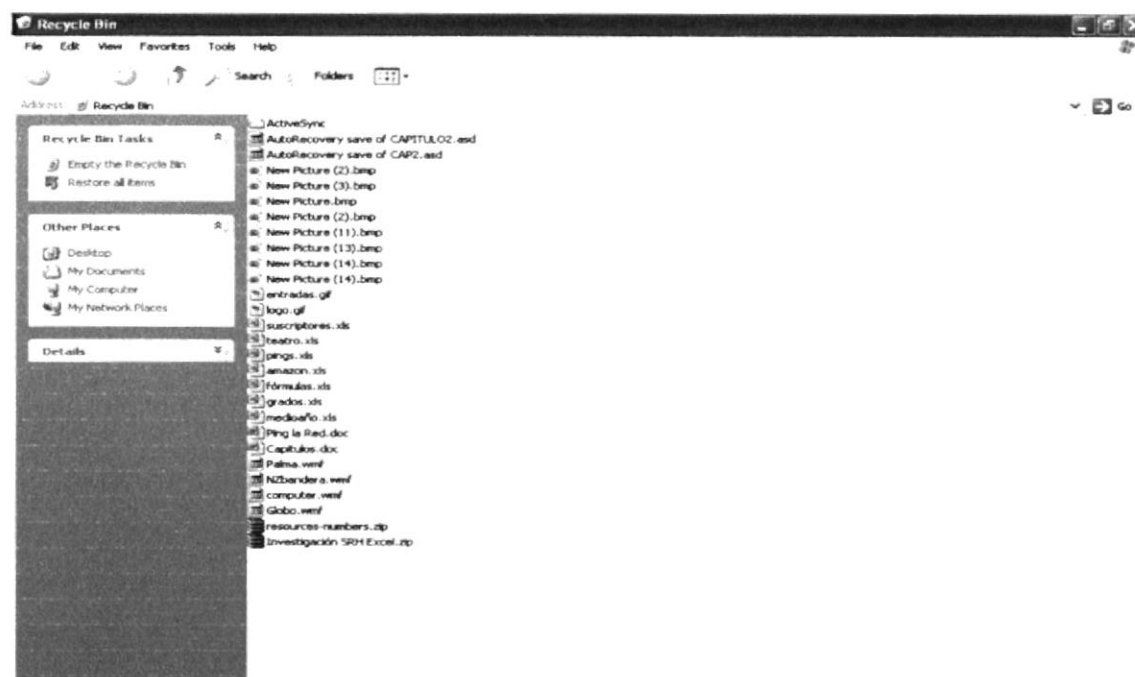 Recycle Bin
File Edit View Favorites Tools Help
Search Folders
Address Recycle Bin Go
Recycle Bin Tasks
Empty the Recycle Bin
Restore all items
Other Places
Desktop
My Documents
My Computer
My Network Places
Details
ActiveSync
AutoRecovery save of CAPITULO2.asd
AutoRecovery save of CAP2.asd
New Picture (2).bmp
New Picture (3).bmp
New Picture.bmp
New Picture (2).bmp
New Picture (11).bmp
New Picture (13).bmp
New Picture (14).bmp
New Picture (14).bmp
entradas.gif
logo.gif
suscriptores.xls
teatro.xls
pings.xls
amazon.xls
fórmulas.xls
grados.xls
medioaño.xls
Ping la Red.doc
Capitulos.doc
Palma.wmf
NZbandera.wmf
computer.wmf
Globo.wmf
resources-numbers.zip
Investigación SRH Excel.zip